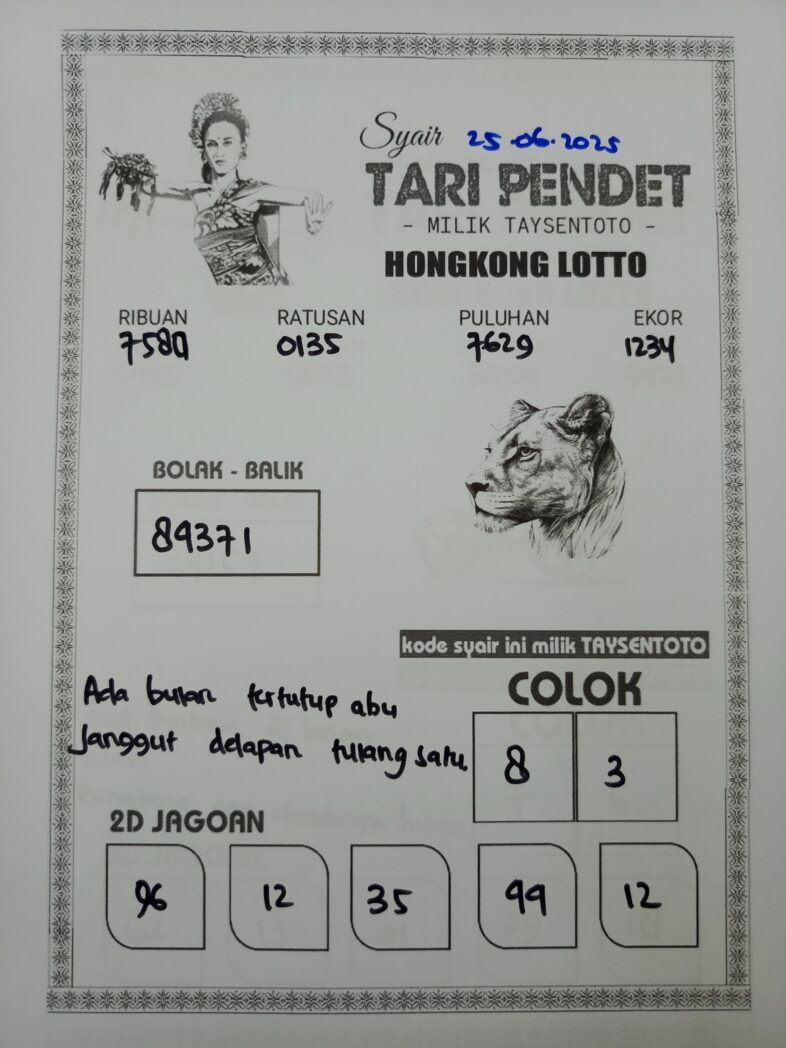 Syair 25.06.2025
TARI PENDET
- MILIK TAYSENTOTO -
HONGKONG LOTTO
RIBUAN RATUSAN PULUHAN EKOR
7580 0135 7629 1234
BOLAK - BALIK
89371
kode syair ini milik TAYSENTOTO
Ada bulan tertutup abu
Janggut delapan tulang satu
COLOK
8 3
2D JAGOAN
96 12 35 99 12